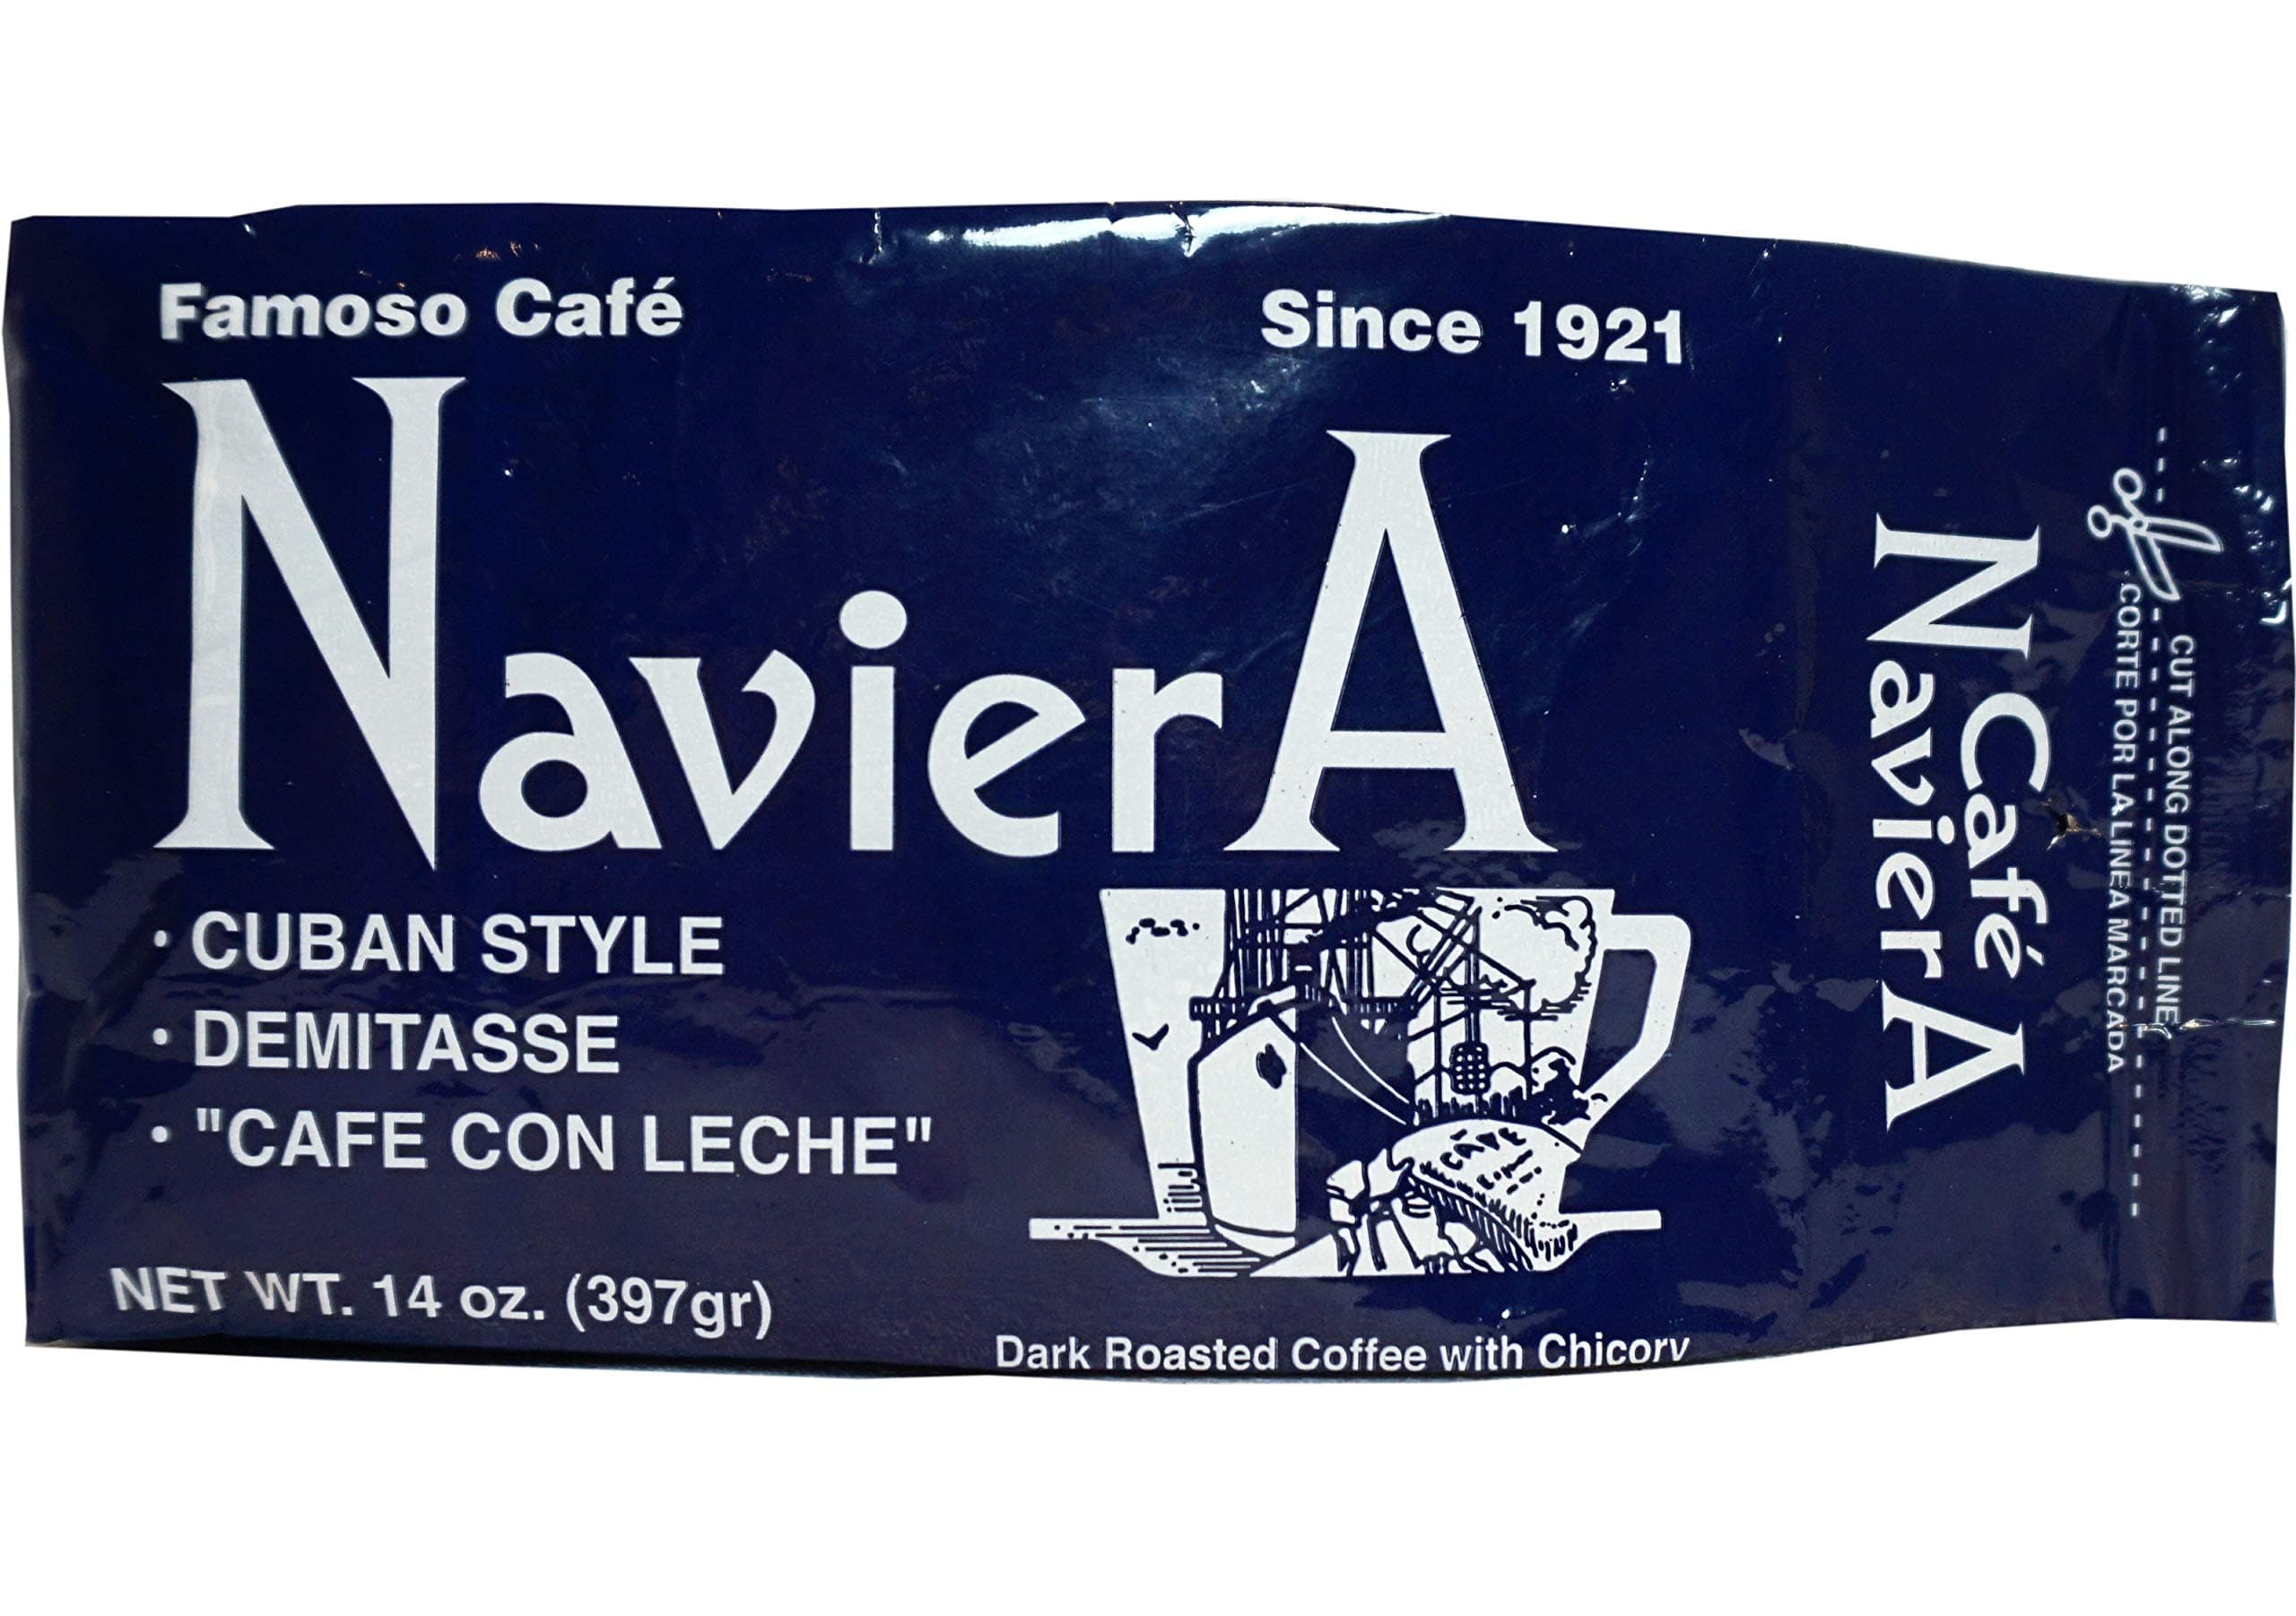 Famoso Café
Since 1921
NavierA
· CUBAN STYLE
· DEMITASSE
· "CAFE CON LECHE"
CAFE
NET WT. 14 oz. (397gr)
Dark Roasted Coffee with Chicory
Café
NavierA
CUT ALONG DOTTED LINE
CORTE POR LA LINEA MARCADA